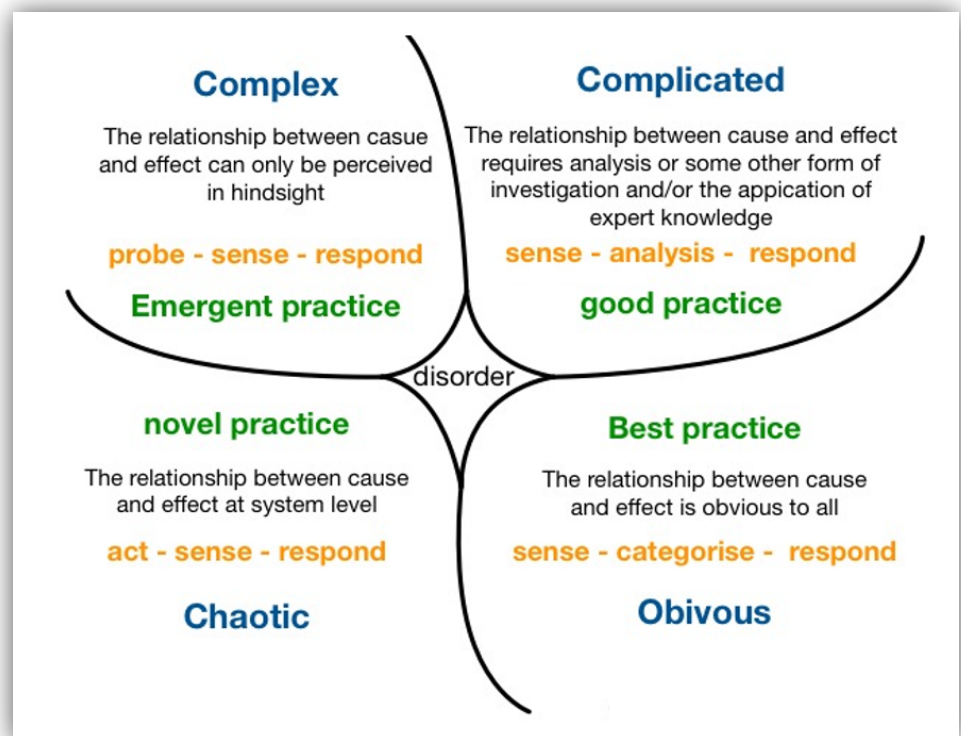 Complex
The relationship between casue
and effect can only be perceived
in hindsight
probe - sense - respond
Emergent practice
Complicated
The relationship between cause and effect
requires analysis or some other form of
investigation and/or the appication of
expert knowledge
sense - analysis - respond
good practice
disorder
novel practice
The relationship between cause
and effect at system level
act - sense - respond
Chaotic
Best practice
The relationship between cause
and effect is obvious to all
sense - categorise - respond
Obivous